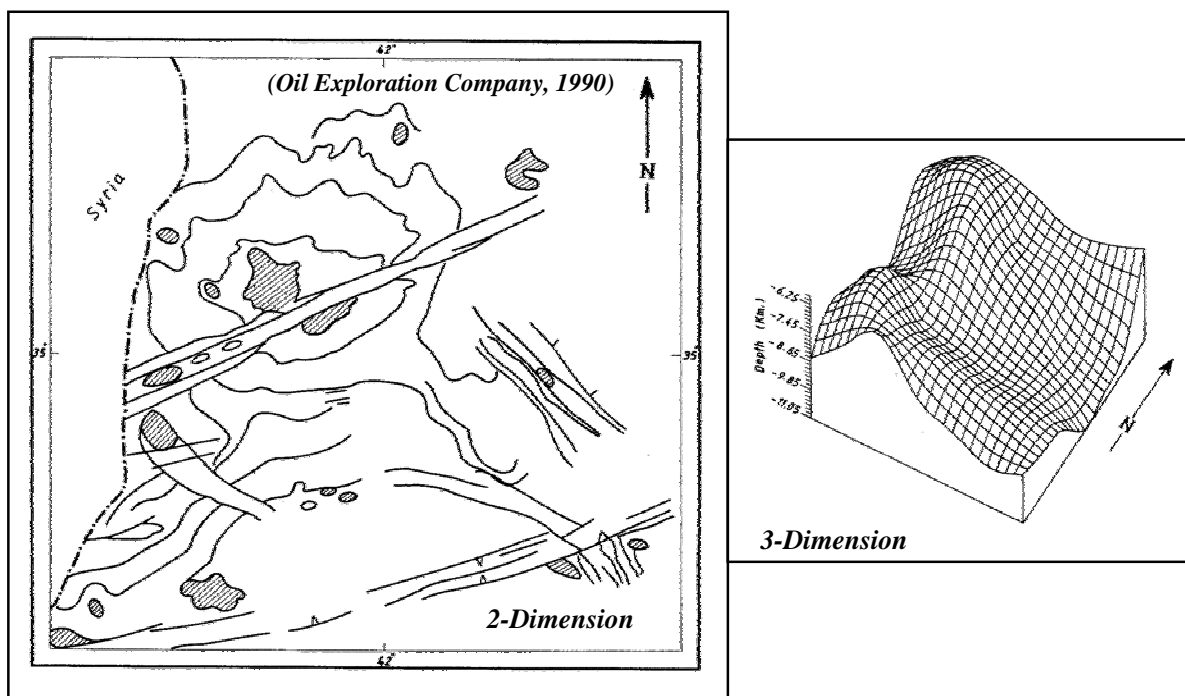 42°
(Oil Exploration Company, 1990)
N
Syria
35°
35°
2-Dimension
42°
-6.25
-7.45
-8.65
-9.85
-11.05
Depth (Km.)
N
3-Dimension